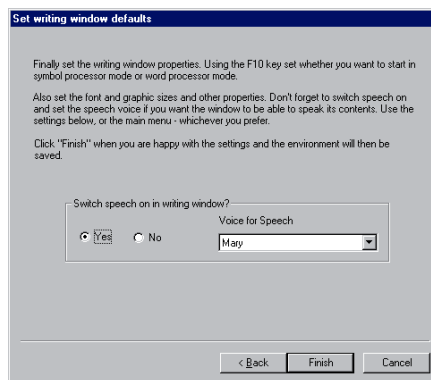 Set writing window defaults
Finally set the writing window properties. Using the F10 key set whether you want to start in
symbol processor mode or word processor mode.
Also set the font and graphic sizes and other properties. Don't forget to switch speech on
and set the speech voice if you want the window to be able to speak its contents. Use the
settings below, or the main menu - whichever you prefer.
Click "Finish" when you are happy with the settings and the environment will then be
saved.
Switch speech on in writing window?
Voice for Speech
Yes No Mary
< Back Finish Cancel